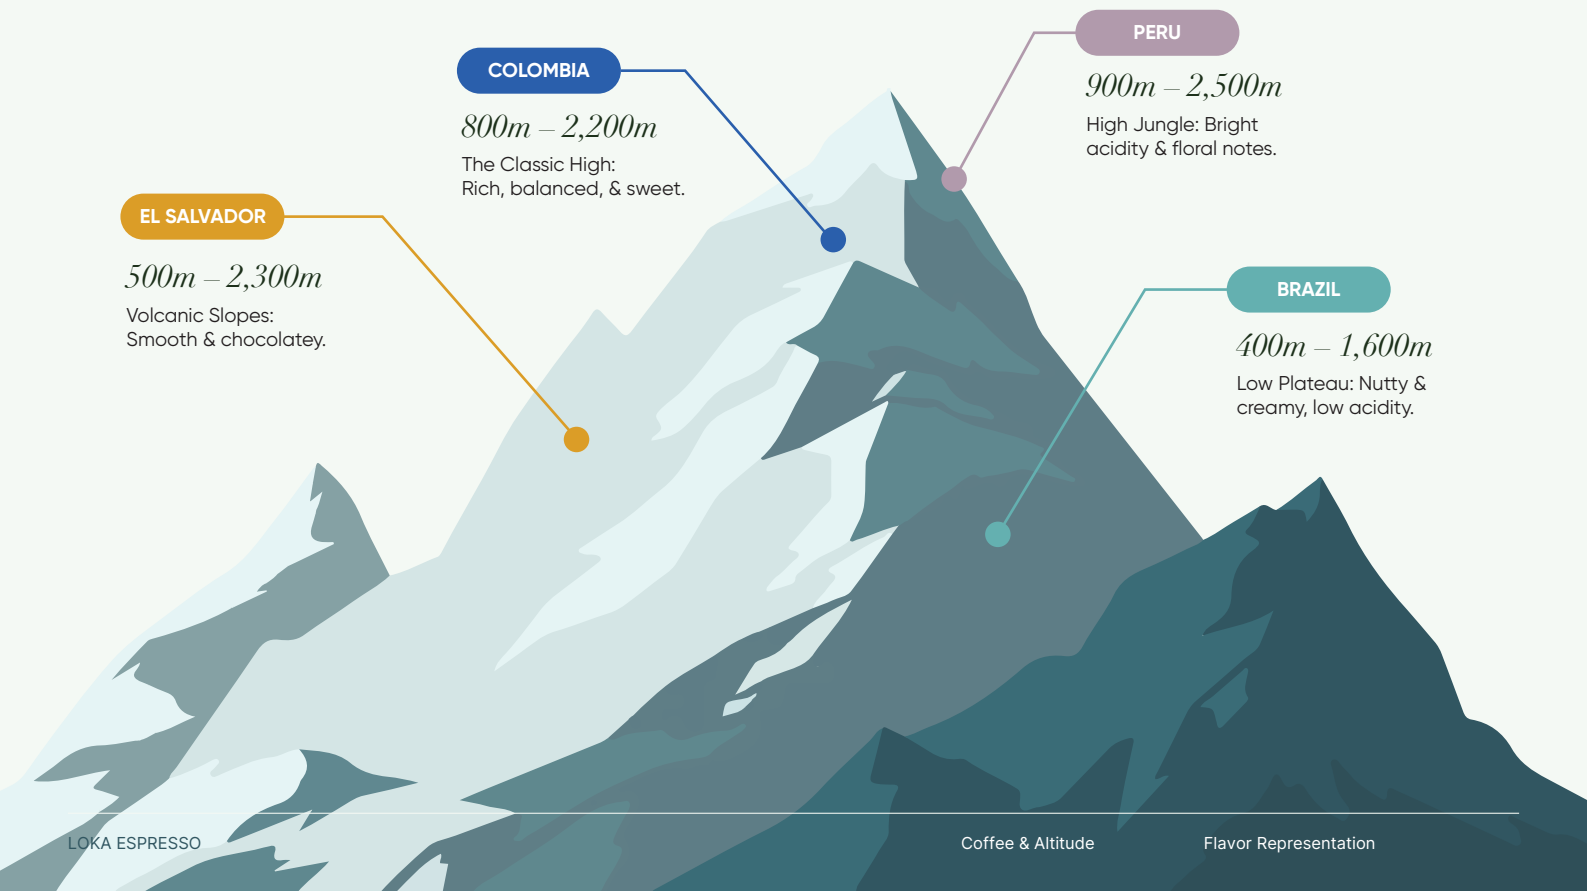 PERU
900m – 2,500m
High Jungle: Bright
acidity & floral notes.
COLOMBIA
800m – 2,200m
The Classic High:
Rich, balanced, & sweet.
EL SALVADOR
500m – 2,300m
Volcanic Slopes:
Smooth & chocolatey.
BRAZIL
400m – 1,600m
Low Plateau: Nutty &
creamy, low acidity.
LOKA ESPRESSO
Coffee & Altitude
Flavor Representation